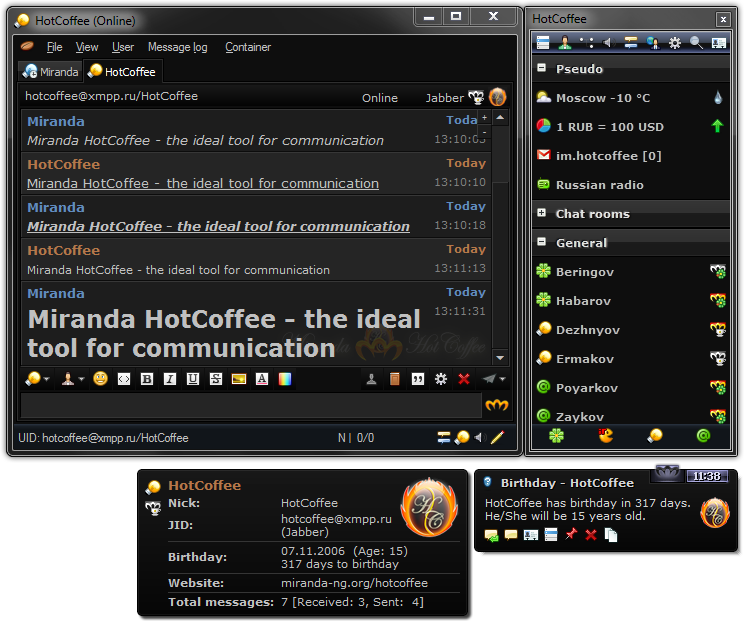 HotCoffee (Online)
File View User Message log Container
Miranda HotCoffee
hotcoffee@xmpp.ru/HotCoffee Online Jabber
Miranda Today
Miranda HotCoffee - the ideal tool for communication 13:10:03
HotCoffee Today
Miranda HotCoffee - the ideal tool for communication 13:10:10
Miranda Today
Miranda HotCoffee - the ideal tool for communication 13:10:18
HotCoffee Today
Miranda HotCoffee - the ideal tool for communication 13:11:13
Miranda Today
Miranda HotCoffee - the ideal 13:11:31
tool for communication
Miranda HotCoffee
B I U S A
UID: hotcoffee@xmpp.ru/HotCoffee N | 0/0
HotCoffee
Pseudo
Moscow -10 °C
1 RUB = 100 USD
im.hotcoffee [0]
Russian radio
Chat rooms
General
Beringov
Habarov
Dezhnyov
Ermakov
Poyarkov
Zaykov
HotCoffee
Nick: HotCoffee
JID: hotcoffee@xmpp.ru
(Jabber)
Birthday: 07.11.2006 (Age: 15)
317 days to birthday
Website: miranda-ng.org/hotcoffee
Total messages: 7 [Received: 3, Sent: 4]
HC
Birthday - HotCoffee 11:38
HotCoffee has birthday in 317 days.
He/She will be 15 years old.
HC